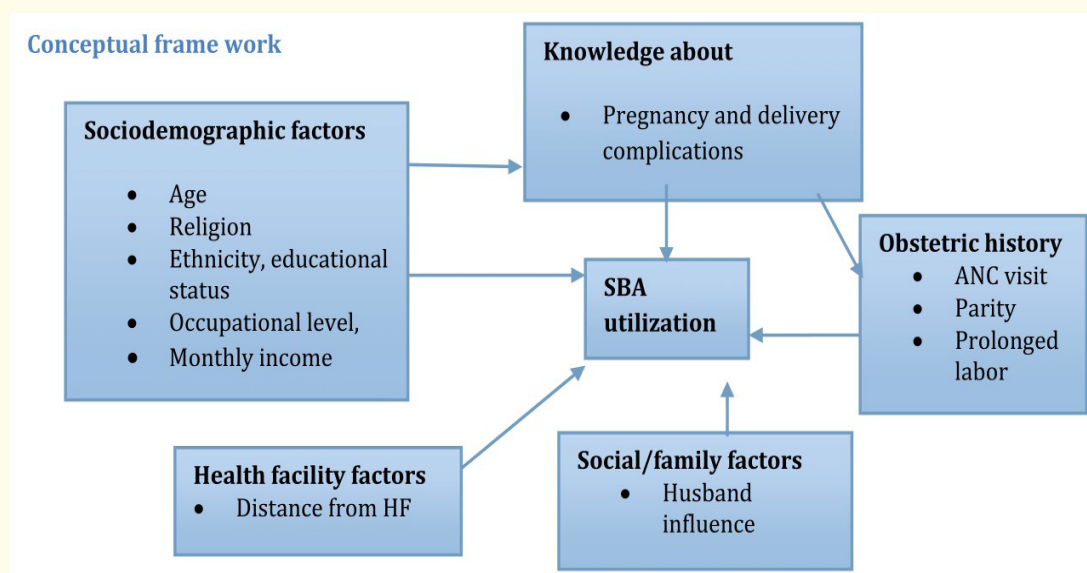 Conceptual frame work
Knowledge about
• Pregnancy and delivery
complications
Sociodemographic factors
• Age
• Religion
• Ethnicity, educational
status
• Occupational level,
• Monthly income
Obstetric history
• ANC visit
• Parity
• Prolonged
labor
SBA
utilization
Health facility factors
• Distance from HF
Social/family factors
• Husband
influence